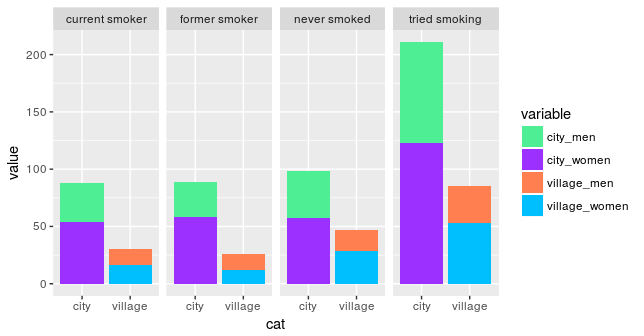 current smoker former smoker never smoked tried smoking
200
150
100
50
0
value
city village city village city village city village
cat
variable
city_men
city_women
village_men
village_women